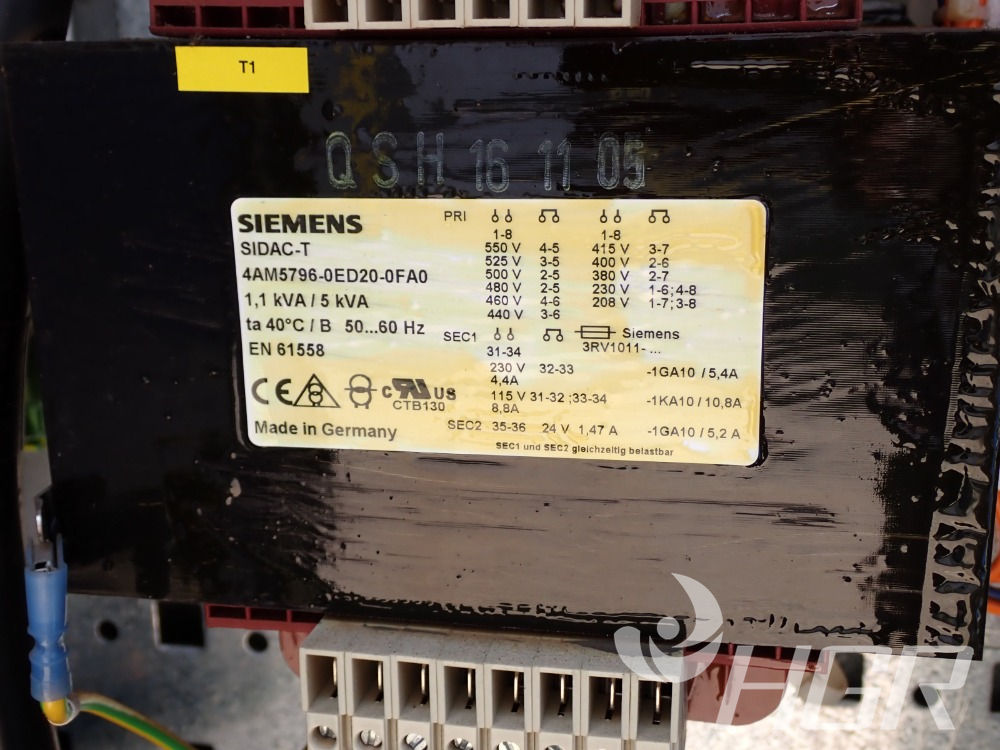 T1
QSH 16 11 05
SIEMENS
SIDAC-T
4AM5796-0ED20-0FA0
1,1 kVA / 5 kVA
ta 40°C / B 50...60 Hz
EN 61558
CE
c UR US
CTB130
Made in Germany
PRI
1-8 1-8
550 V 4-5 415 V 3-7
525 V 3-5 400 V 2-6
500 V 2-5 380 V 2-7
480 V 2-5 230 V 1-6; 4-8
460 V 4-6 208 V 1-7; 3-8
440 V 3-6
SEC1 Siemens
31-34 3RV1011- ...
230 V 32-33 -1GA10 / 5,4A
4,4A
115 V 31-32 ;33-34 -1KA10 / 10,8A
8,8A
SEC2 35-36 24 V 1,47 A -1GA10 / 5,2 A
SEC1 und SEC2 gleichzeitig belastbar
HGR